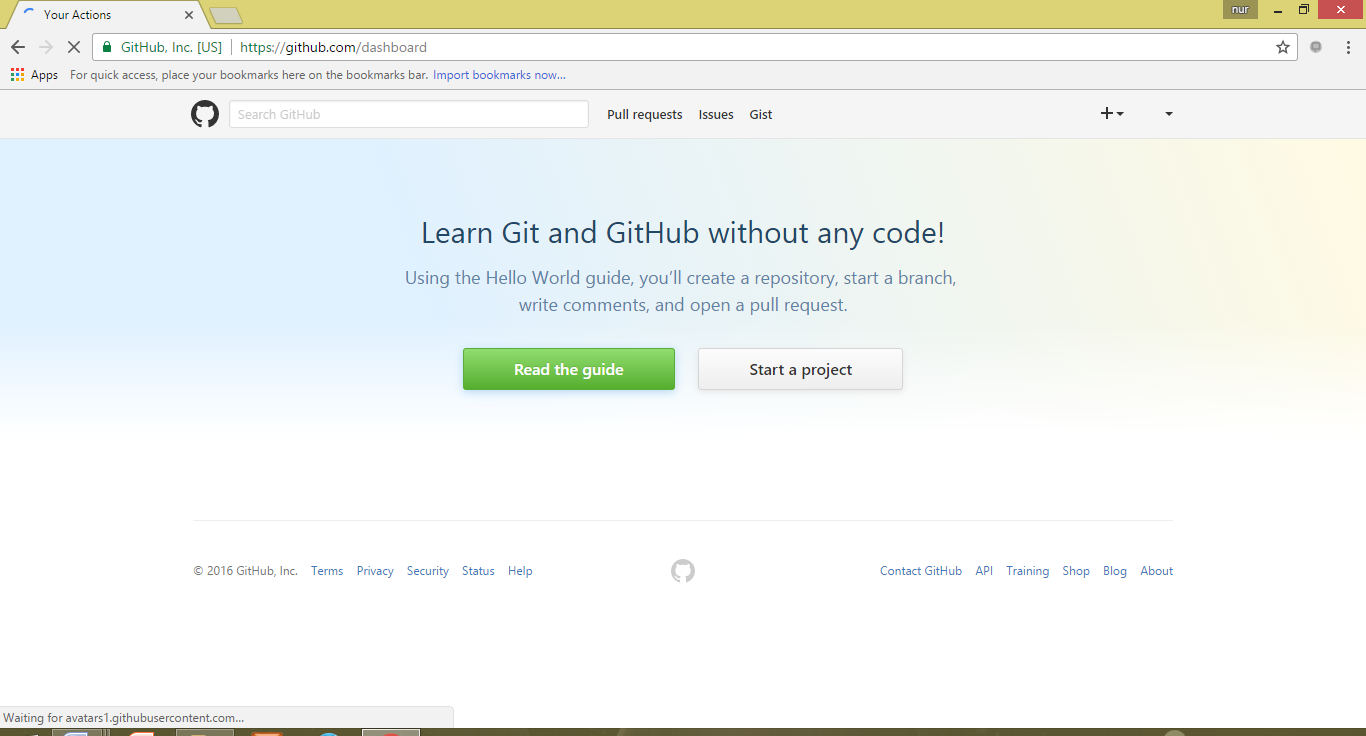 Your Actions
nur
GitHub, Inc. [US]
https://github.com/dashboard
Apps
For quick access, place your bookmarks here on the bookmarks bar. Import bookmarks now...
Search GitHub
Pull requests
Issues
Gist
Learn Git and GitHub without any code!
Using the Hello World guide, you’ll create a repository, start a branch,
write comments, and open a pull request.
Read the guide
Start a project
© 2016 GitHub, Inc. Terms Privacy Security Status Help
Contact GitHub API Training Shop Blog About
Waiting for avatars1.githubusercontent.com...